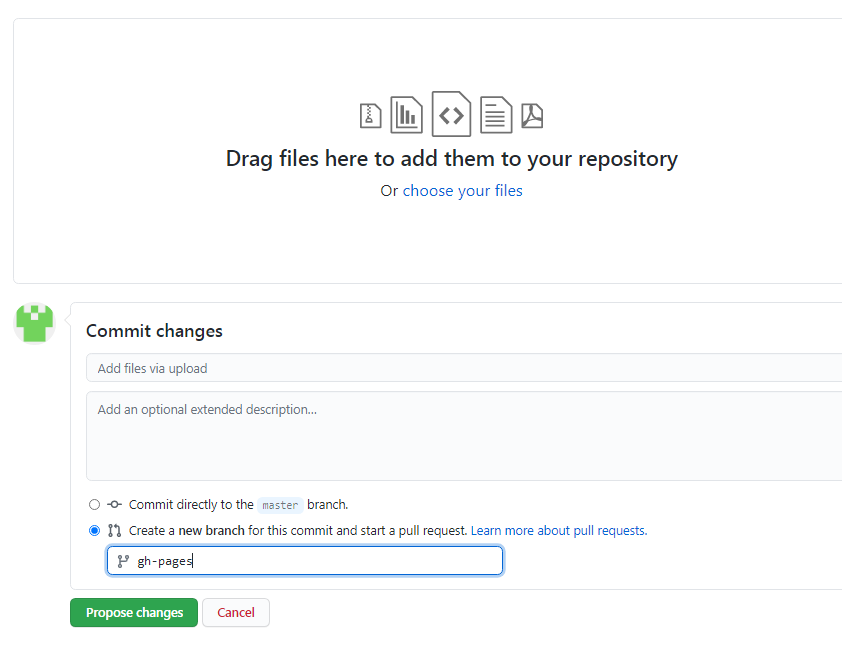 Drag files here to add them to your repository
Or choose your files
Commit changes
Add files via upload
Add an optional extended description...
Commit directly to the master branch.
Create a new branch for this commit and start a pull request. Learn more about pull requests.
gh-pages
Propose changes Cancel